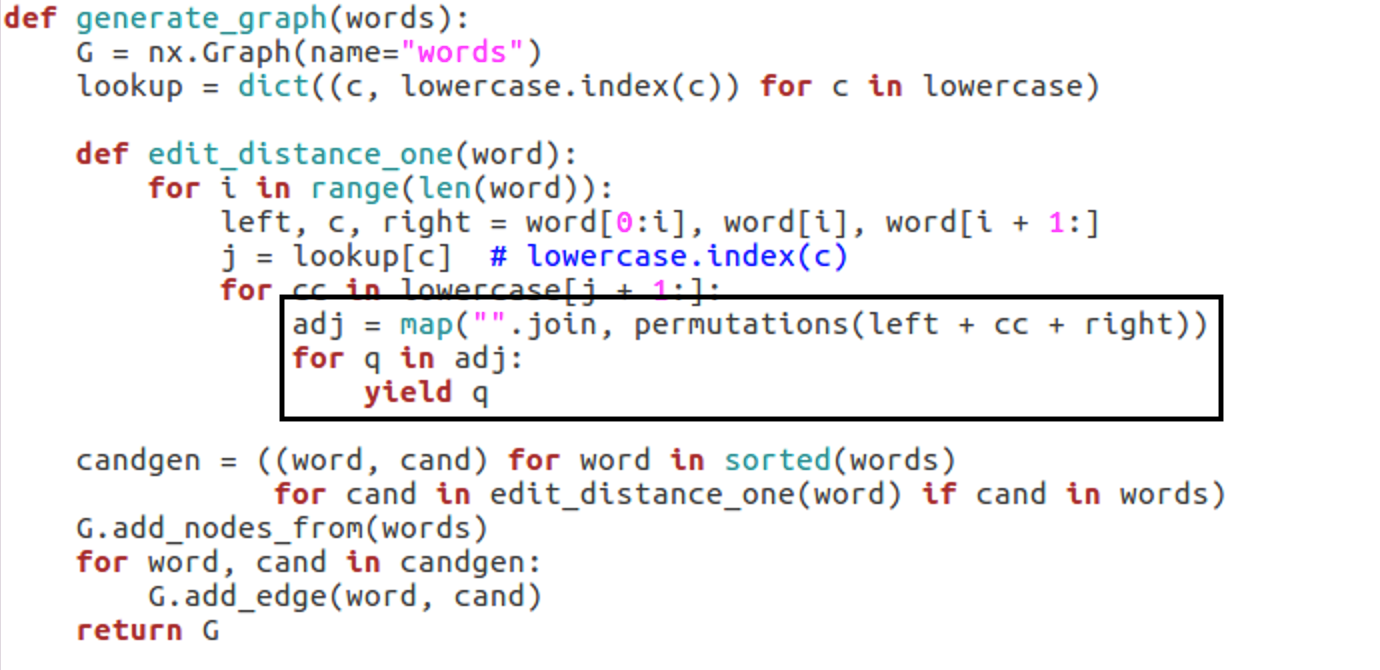 def generate_graph(words):
    G = nx.Graph(name="words")
    lookup = dict((c, lowercase.index(c)) for c in lowercase)

    def edit_distance_one(word):
        for i in range(len(word)):
            left, c, right = word[0:i], word[i], word[i + 1:]
            j = lookup[c]  # lowercase.index(c)
            for cc in lowercase[j + 1:]:
                adj = map("".join, permutations(left + cc + right))
                for q in adj:
                    yield q

    candgen = ((word, cand) for word in sorted(words)
               for cand in edit_distance_one(word) if cand in words)
    G.add_nodes_from(words)
    for word, cand in candgen:
        G.add_edge(word, cand)
    return G